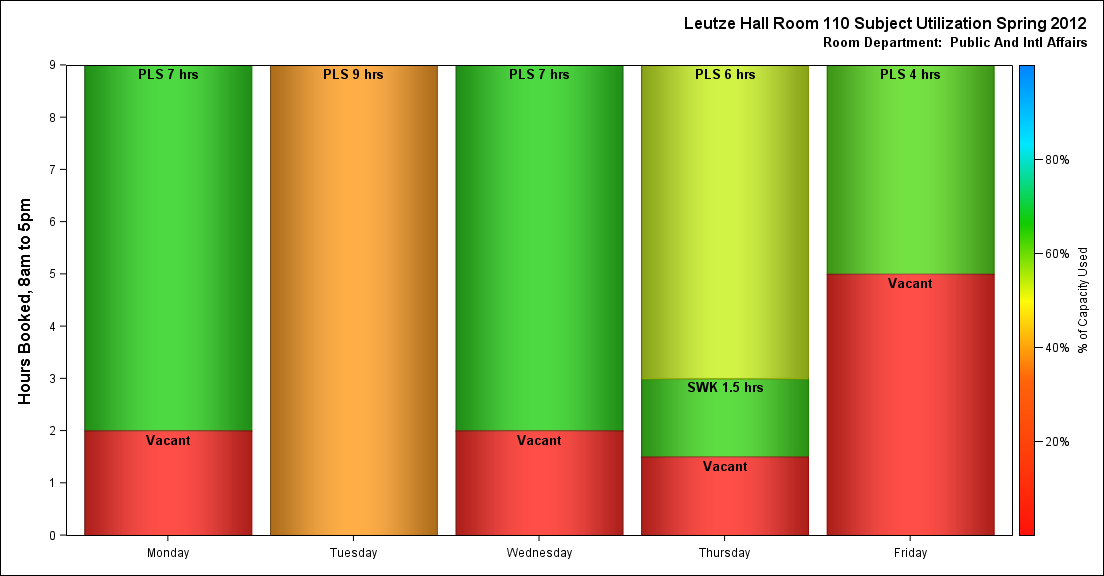 Leutze Hall Room 110 Subject Utilization Spring 2012
Room Department: Public And Intl Affairs
Hours Booked, 8am to 5pm
9
8
7
6
5
4
3
2
1
0
PLS 7 hrs
Vacant
PLS 9 hrs
PLS 7 hrs
Vacant
PLS 6 hrs
SWK 1.5 hrs
Vacant
PLS 4 hrs
Vacant
Monday Tuesday Wednesday Thursday Friday
80%
60%
40%
20%
% of Capacity Used